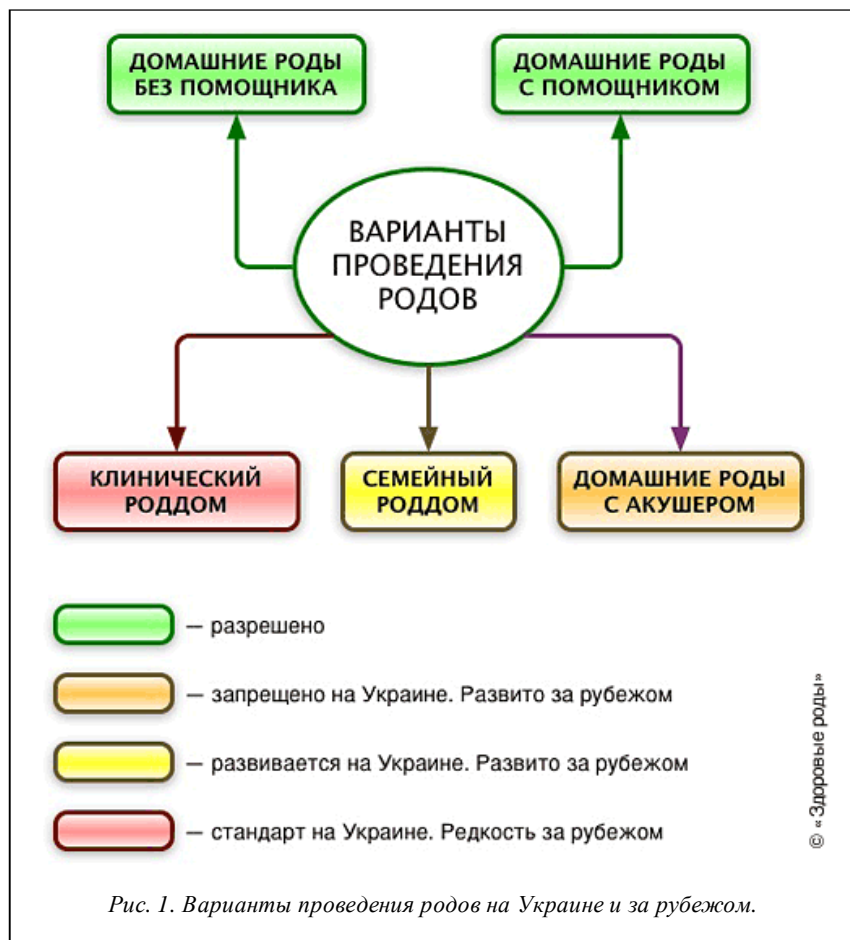 ДОМАШНИЕ РОДЫ
БЕЗ ПОМОЩНИКА
ДОМАШНИЕ РОДЫ
С ПОМОЩНИКОМ
ВАРИАНТЫ
ПРОВЕДЕНИЯ
РОДОВ
КЛИНИЧЕСКИЙ
РОДДОМ
СЕМЕЙНЫЙ
РОДДОМ
ДОМАШНИЕ РОДЫ
С АКУШЕРОМ
— разрешено
— запрещено на Украине. Развито за рубежом
— развивается на Украине. Развито за рубежом
— стандарт на Украине. Редкость за рубежом
© «Здоровые роды»
Рис. 1. Варианты проведения родов на Украине и за рубежом.